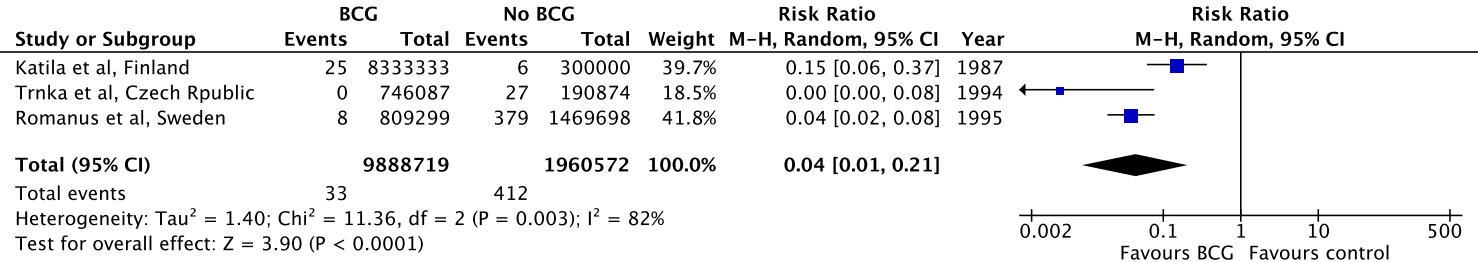 BCG No BCG Risk Ratio Risk Ratio
Study or Subgroup Events Total Events Total Weight M-H, Random, 95% CI Year M-H, Random, 95% CI
Katila et al, Finland 25 8333333 6 300000 39.7% 0.15 [0.06, 0.37] 1987
Trnka et al, Czech Rpublic 0 746087 27 190874 18.5% 0.00 [0.00, 0.08] 1994
Romanus et al, Sweden 8 809299 379 1469698 41.8% 0.04 [0.02, 0.08] 1995
Total (95% CI) 9888719 1960572 100.0% 0.04 [0.01, 0.21]
Total events 33 412
Heterogeneity: Tau² = 1.40; Chi² = 11.36, df = 2 (P = 0.003); I² = 82%
Test for overall effect: Z = 3.90 (P < 0.0001)
0.002 0.1 1 10 500
Favours BCG Favours control